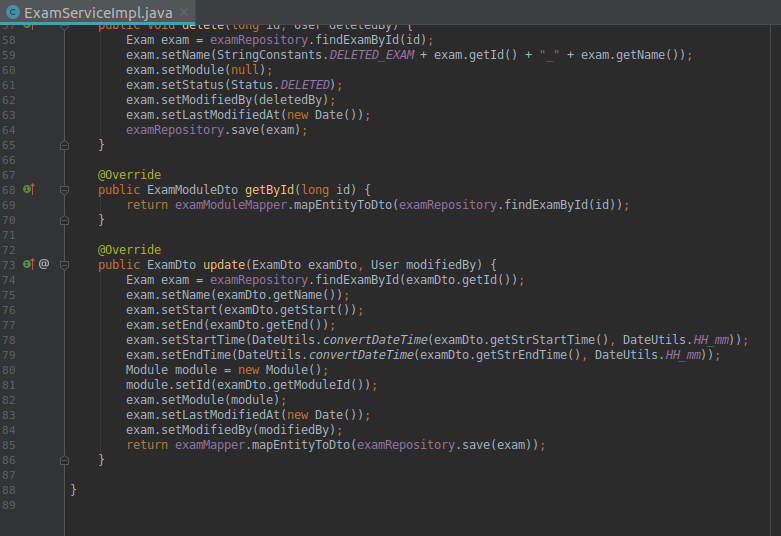 ExamServiceImpl.java ×
57 public void delete(long id, User deletedBy) {
58 Exam exam = examRepository.findExamById(id);
59 exam.setName(StringConstants.DELETED_EXAM + exam.getId() + "_" + exam.getName());
60 exam.setModule(null);
61 exam.setStatus(Status.DELETED);
62 exam.setModifiedBy(deletedBy);
63 exam.setLastModifiedAt(new Date());
64 examRepository.save(exam);
65 }
66
67 @Override
68 public ExamModuleDto getById(long id) {
69 return examModuleMapper.mapEntityToDto(examRepository.findExamById(id));
70 }
71
72 @Override
73 @ public ExamDto update(ExamDto examDto, User modifiedBy) {
74 Exam exam = examRepository.findExamById(examDto.getId());
75 exam.setName(examDto.getName());
76 exam.setStart(examDto.getStart());
77 exam.setEnd(examDto.getEnd());
78 exam.setStartTime(DateUtils.convertDateTime(examDto.getStrStartTime(), DateUtils.HH_mm));
79 exam.setEndTime(DateUtils.convertDateTime(examDto.getStrEndTime(), DateUtils.HH_mm));
80 Module module = new Module();
81 module.setId(examDto.getModuleId());
82 exam.setModule(module);
83 exam.setLastModifiedAt(new Date());
84 exam.setModifiedBy(modifiedBy);
85 return examMapper.mapEntityToDto(examRepository.save(exam));
86 }
87
88 }
89